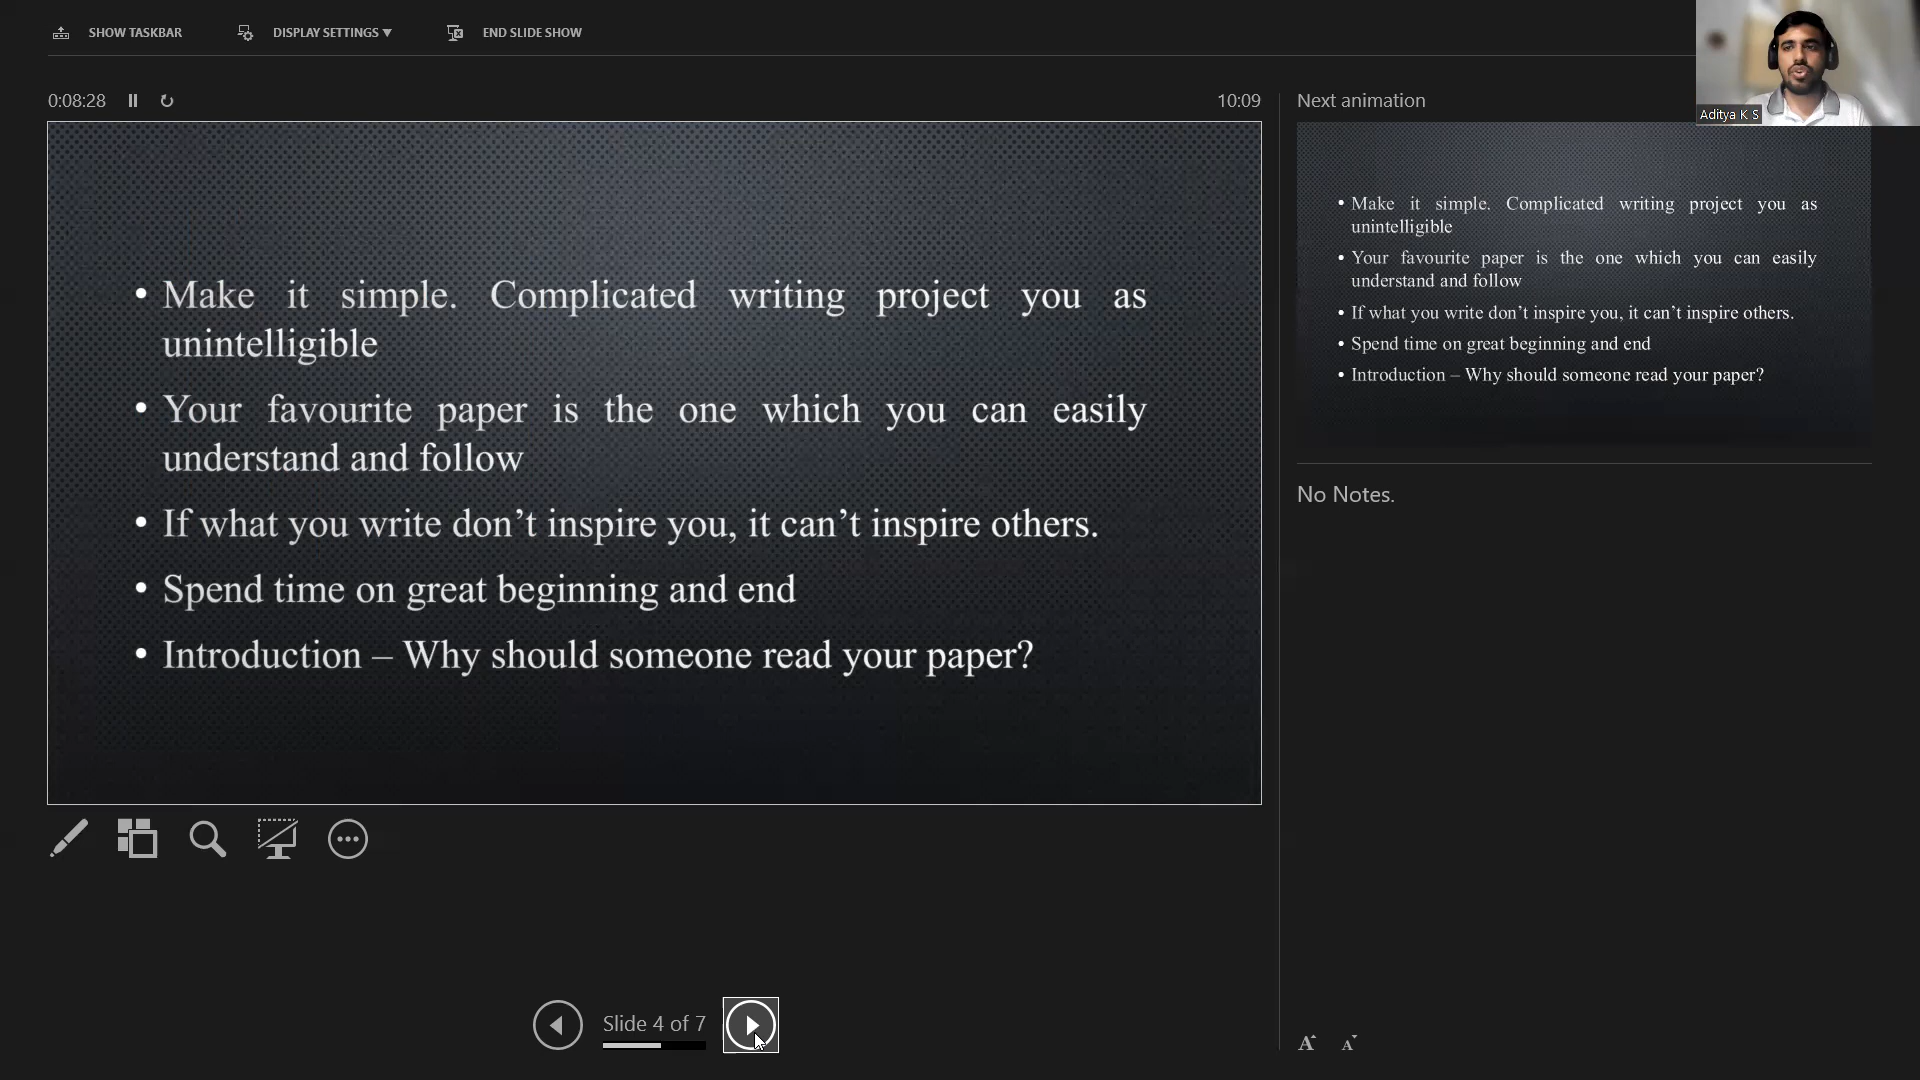 SHOW TASKBAR
DISPLAY SETTINGS ▼
END SLIDE SHOW
Aditya K S
0:08:28
10:09
• Make it simple. Complicated writing project you as
unintelligible
• Your favourite paper is the one which you can easily
understand and follow
• If what you write don’t inspire you, it can’t inspire others.
• Spend time on great beginning and end
• Introduction – Why should someone read your paper?
Slide 4 of 7
Next animation
• Make it simple. Complicated writing project you as
unintelligible
• Your favourite paper is the one which you can easily
understand and follow
• If what you write don’t inspire you, it can’t inspire others.
• Spend time on great beginning and end
• Introduction – Why should someone read your paper?
No Notes.
A A